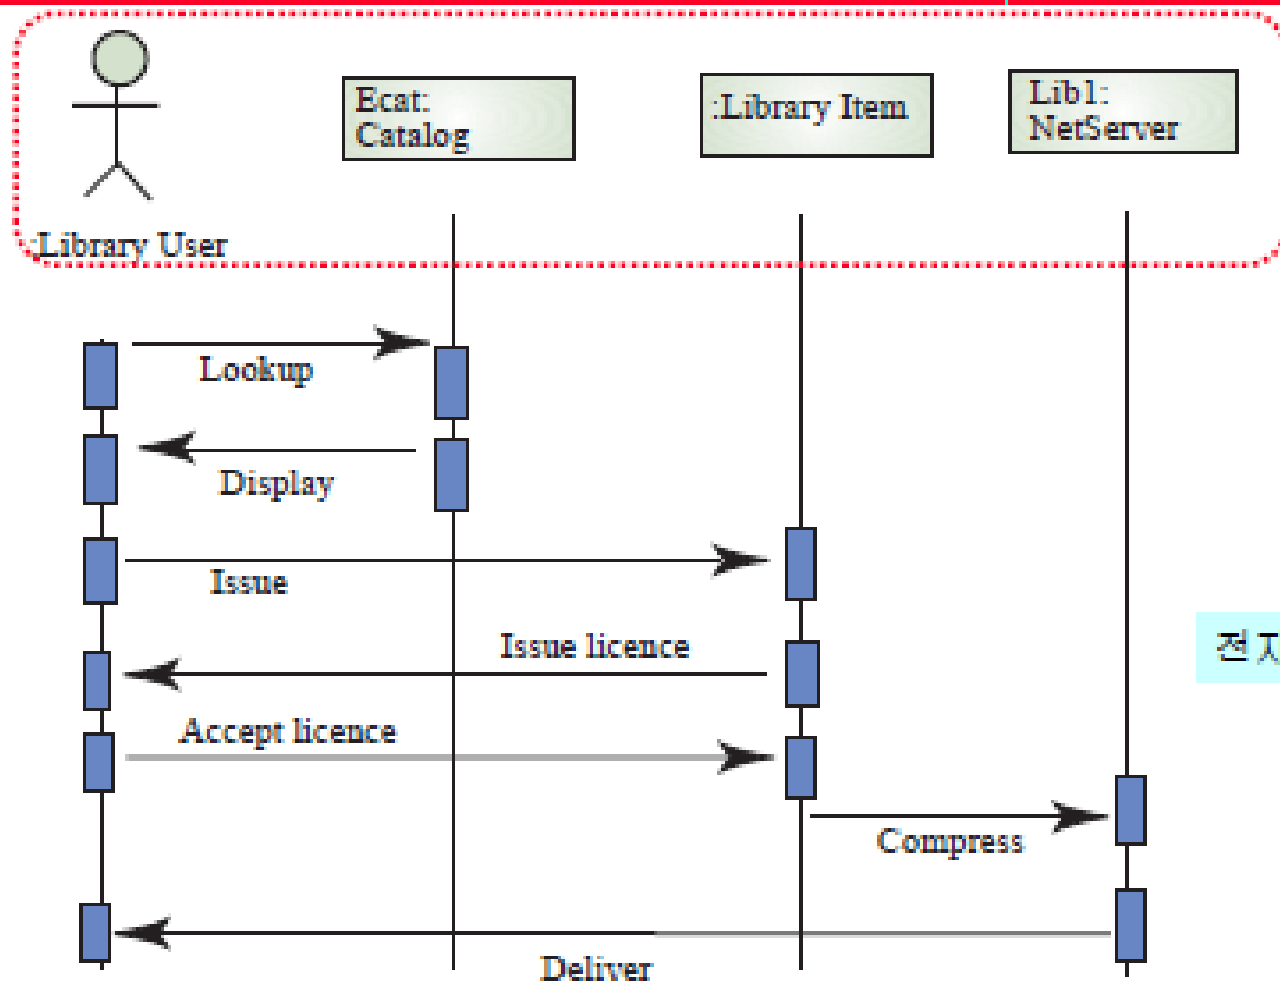 Ecat:
Catalog
:Library Item
Lib1:
NetServer
:Library User
Lookup
Display
Issue
Issue licence
Accept licence
Compress
Deliver